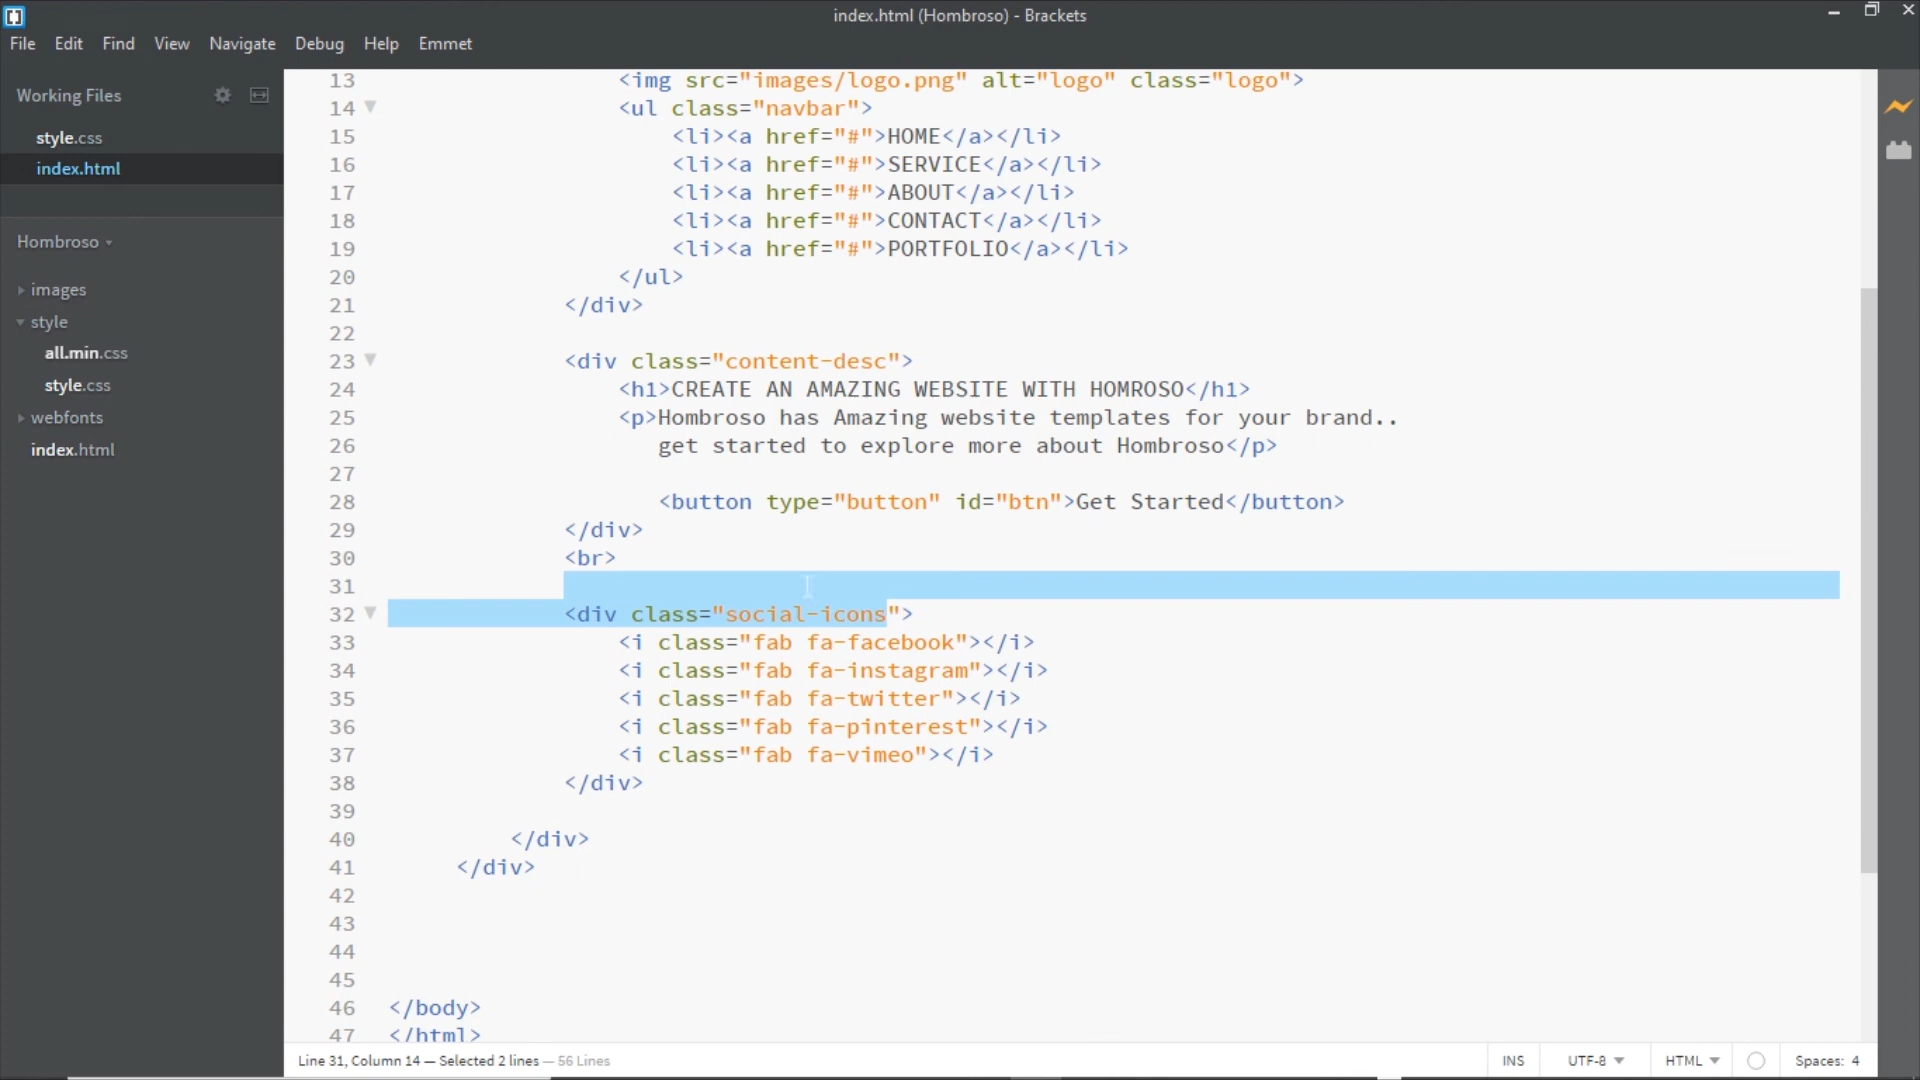 index.html (Hombroso) - Brackets
File Edit Find View Navigate Debug Help Emmet
Working Files
style.css
index.html
Hombroso
images
style
all.min.css
style.css
webfonts
index.html
13 <img src="images/logo.png" alt="logo" class="logo">
14 <ul class="navbar">
15 <li><a href="#">HOME</a></li>
16 <li><a href="#">SERVICE</a></li>
17 <li><a href="#">ABOUT</a></li>
18 <li><a href="#">CONTACT</a></li>
19 <li><a href="#">PORTFOLIO</a></li>
20 </ul>
21 </div>
22
23 <div class="content-desc">
24 <h1>CREATE AN AMAZING WEBSITE WITH HOMROSO</h1>
25 <p>Hombroso has Amazing website templates for your brand..
26 get started to explore more about Hombroso</p>
27
28 <button type="button" id="btn">Get Started</button>
29 </div>
30 <br>
31
32 <div class="social-icons">
33 <i class="fab fa-facebook"></i>
34 <i class="fab fa-instagram"></i>
35 <i class="fab fa-twitter"></i>
36 <i class="fab fa-pinterest"></i>
37 <i class="fab fa-vimeo"></i>
38 </div>
39
40 </div>
41 </div>
42
43
44
45
46 </body>
47 </html>
Line 31, Column 14 — Selected 2 lines — 56 Lines
INS UTF-8 HTML Spaces: 4